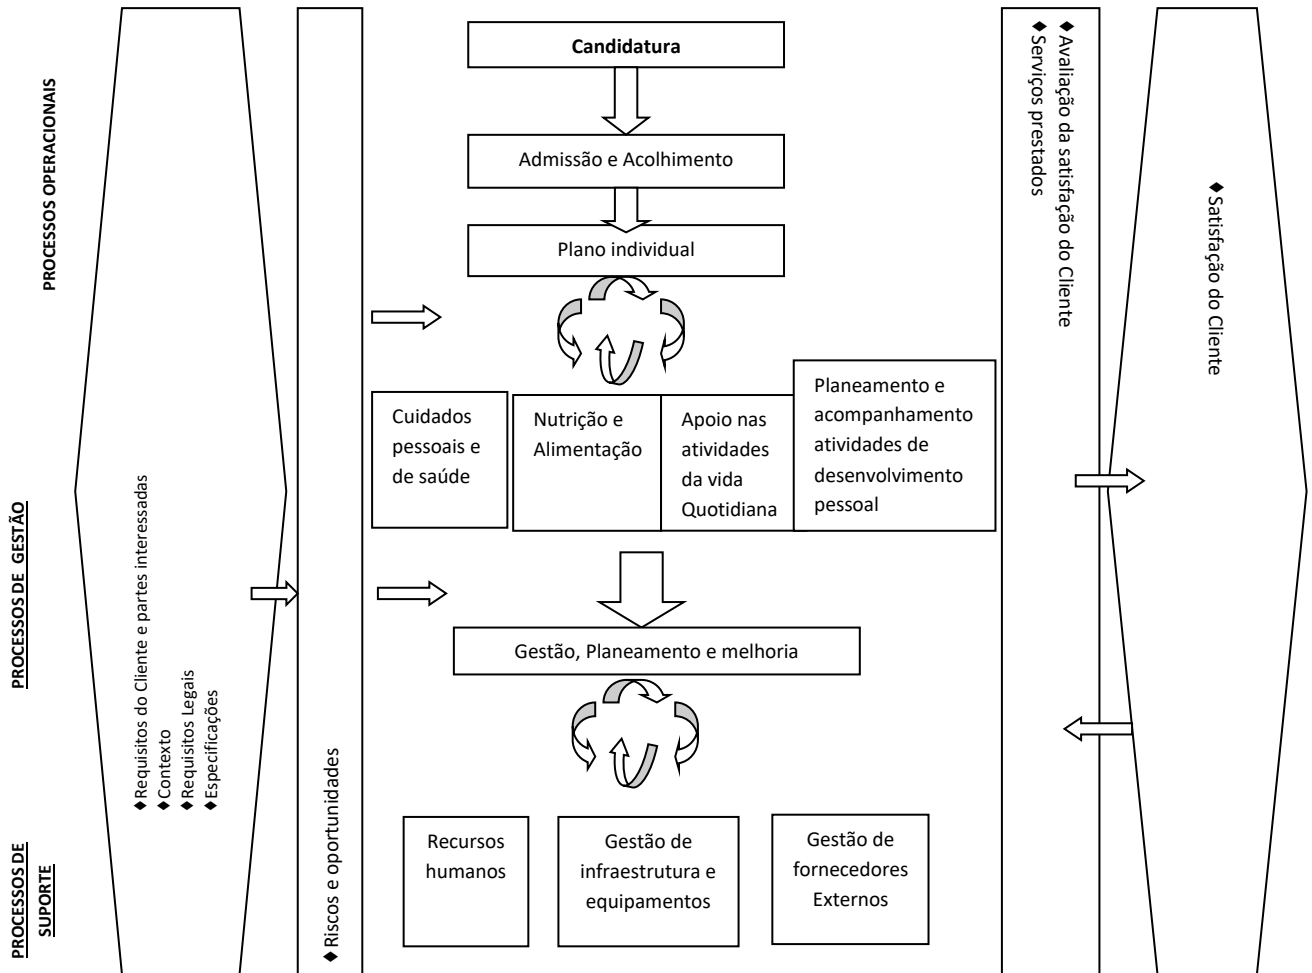 PROCESSOS OPERACIONAIS
PROCESSOS DE GESTÃO
PROCESSOS DE
SUPORTE
♦Requisitos do Cliente e partes interessadas
♦Contexto
♦Requisitos Legais
♦Especificações
♦Riscos e oportunidades
Candidatura
Admissão e Acolhimento
Plano individual
Cuidados
pessoais e
de saúde
Nutrição e
Alimentação
Apoio nas
atividades
da vida
Quotidiana
Planeamento e
acompanhamento
atividades de
desenvolvimento
pessoal
Gestão, Planeamento e melhoria
Recursos
humanos
Gestão de
infraestrutura e
equipamentos
Gestão de
fornecedores
Externos
♦ Avaliação da satisfação do Cliente
♦ Serviços prestados
♦ Satisfação do Cliente